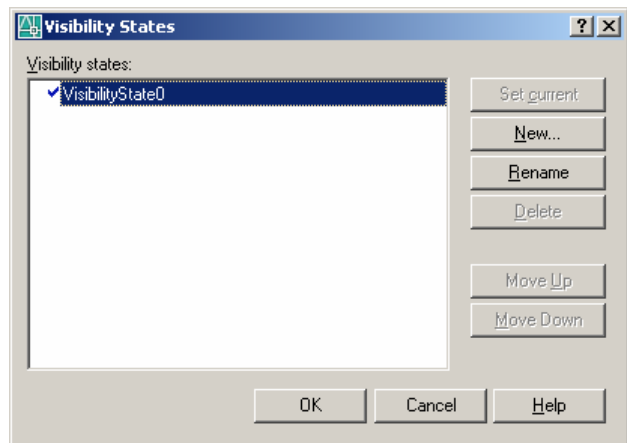 Visibility States
Visibility states:
VisibilityState0
Set current
New...
Rename
Delete
Move Up
Move Down
OK
Cancel
Help